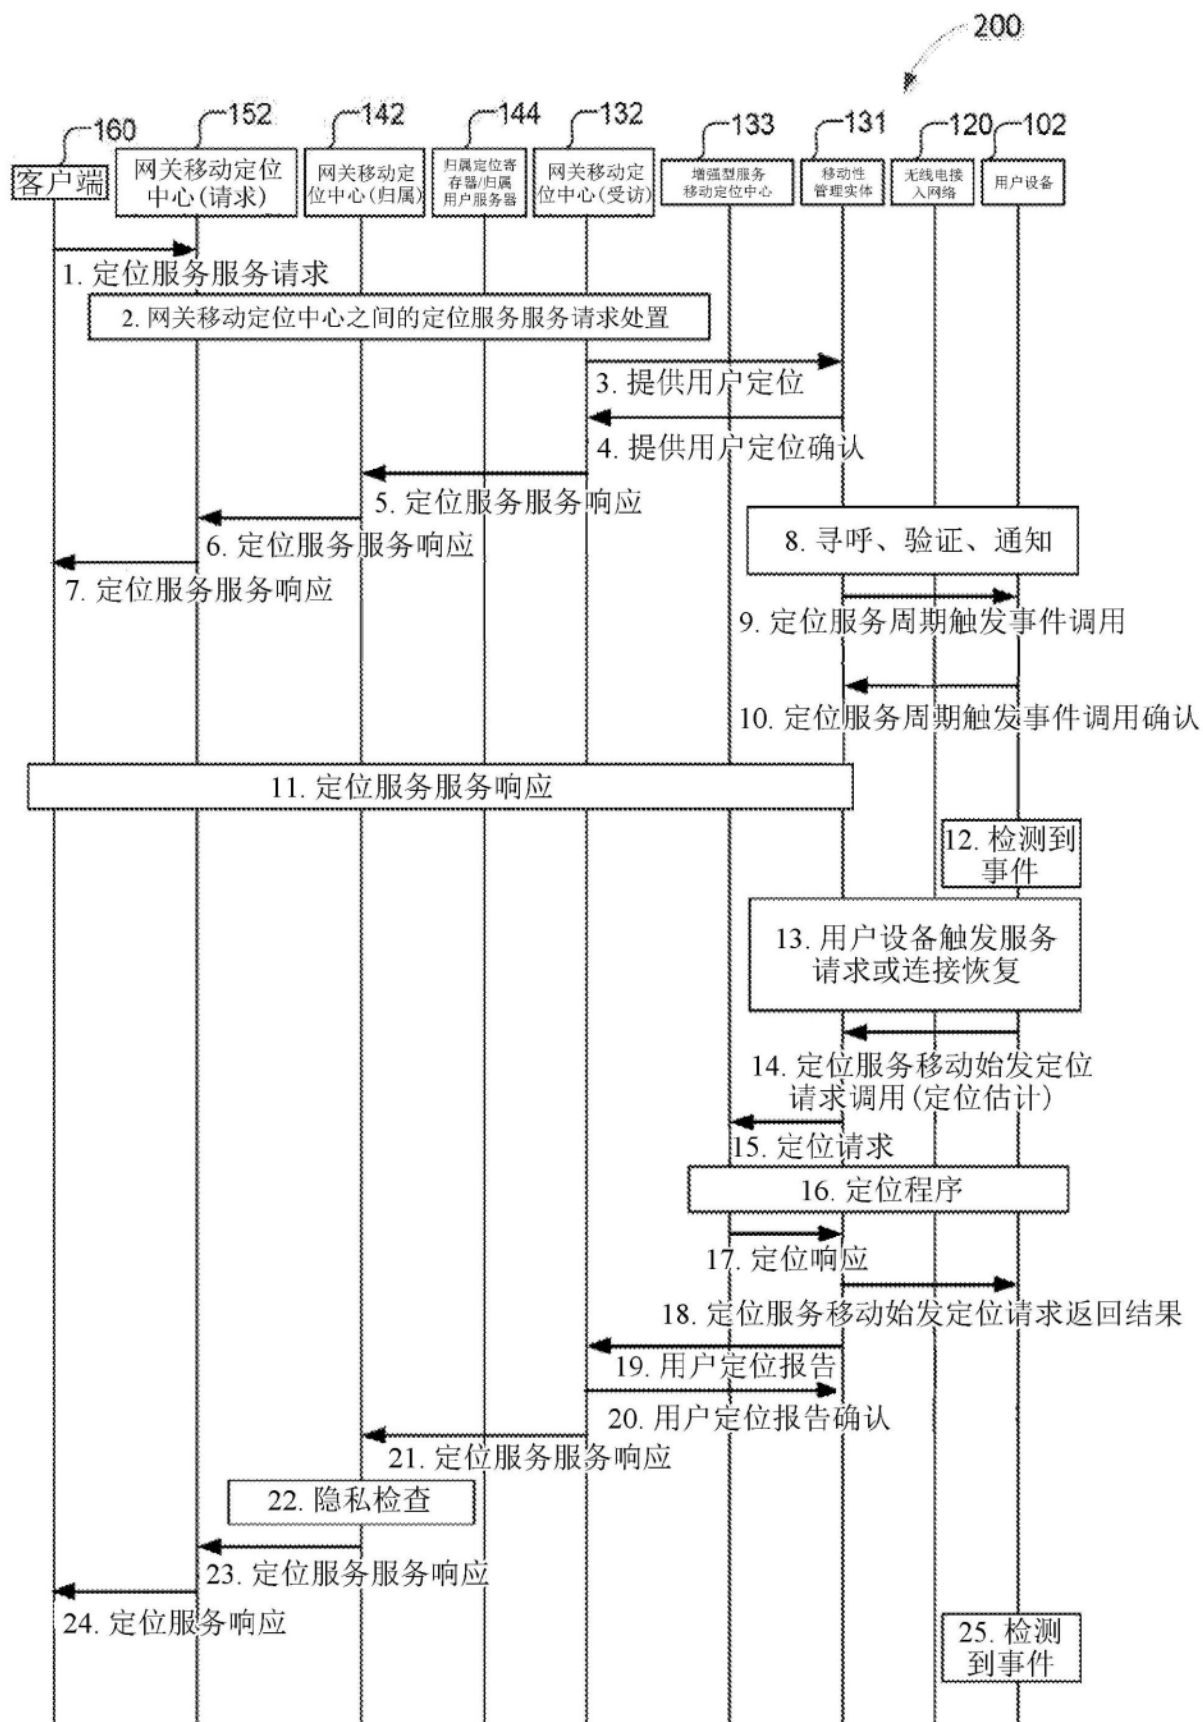 200
160
152
142
144
132
133
131
120
102
客户端
网关移动定位
中心(请求)
网关移动定
位中心(归属)
归属定位寄
存器/归属
用户服务器
网关移动定
位中心(受访)
增强型服务
移动定位中心
移动性
管理实体
无线电接
入网络
用户设备
1. 定位服务服务请求
2. 网关移动定位中心之间的定位服务服务请求处置
3. 提供用户定位
4. 提供用户定位确认
5. 定位服务服务响应
6. 定位服务服务响应
7. 定位服务服务响应
8. 寻呼、验证、通知
9. 定位服务周期触发事件调用
10. 定位服务周期触发事件调用确认
11. 定位服务服务响应
12. 检测到
事件
13. 用户设备触发服务
请求或连接恢复
14. 定位服务移动始发定位
请求调用(定位估计)
15. 定位请求
16. 定位程序
17. 定位响应
18. 定位服务移动始发定位请求返回结果
19. 用户定位报告
20. 用户定位报告确认
21. 定位服务服务响应
22. 隐私检查
23. 定位服务服务响应
24. 定位服务响应
25. 检测
到事件